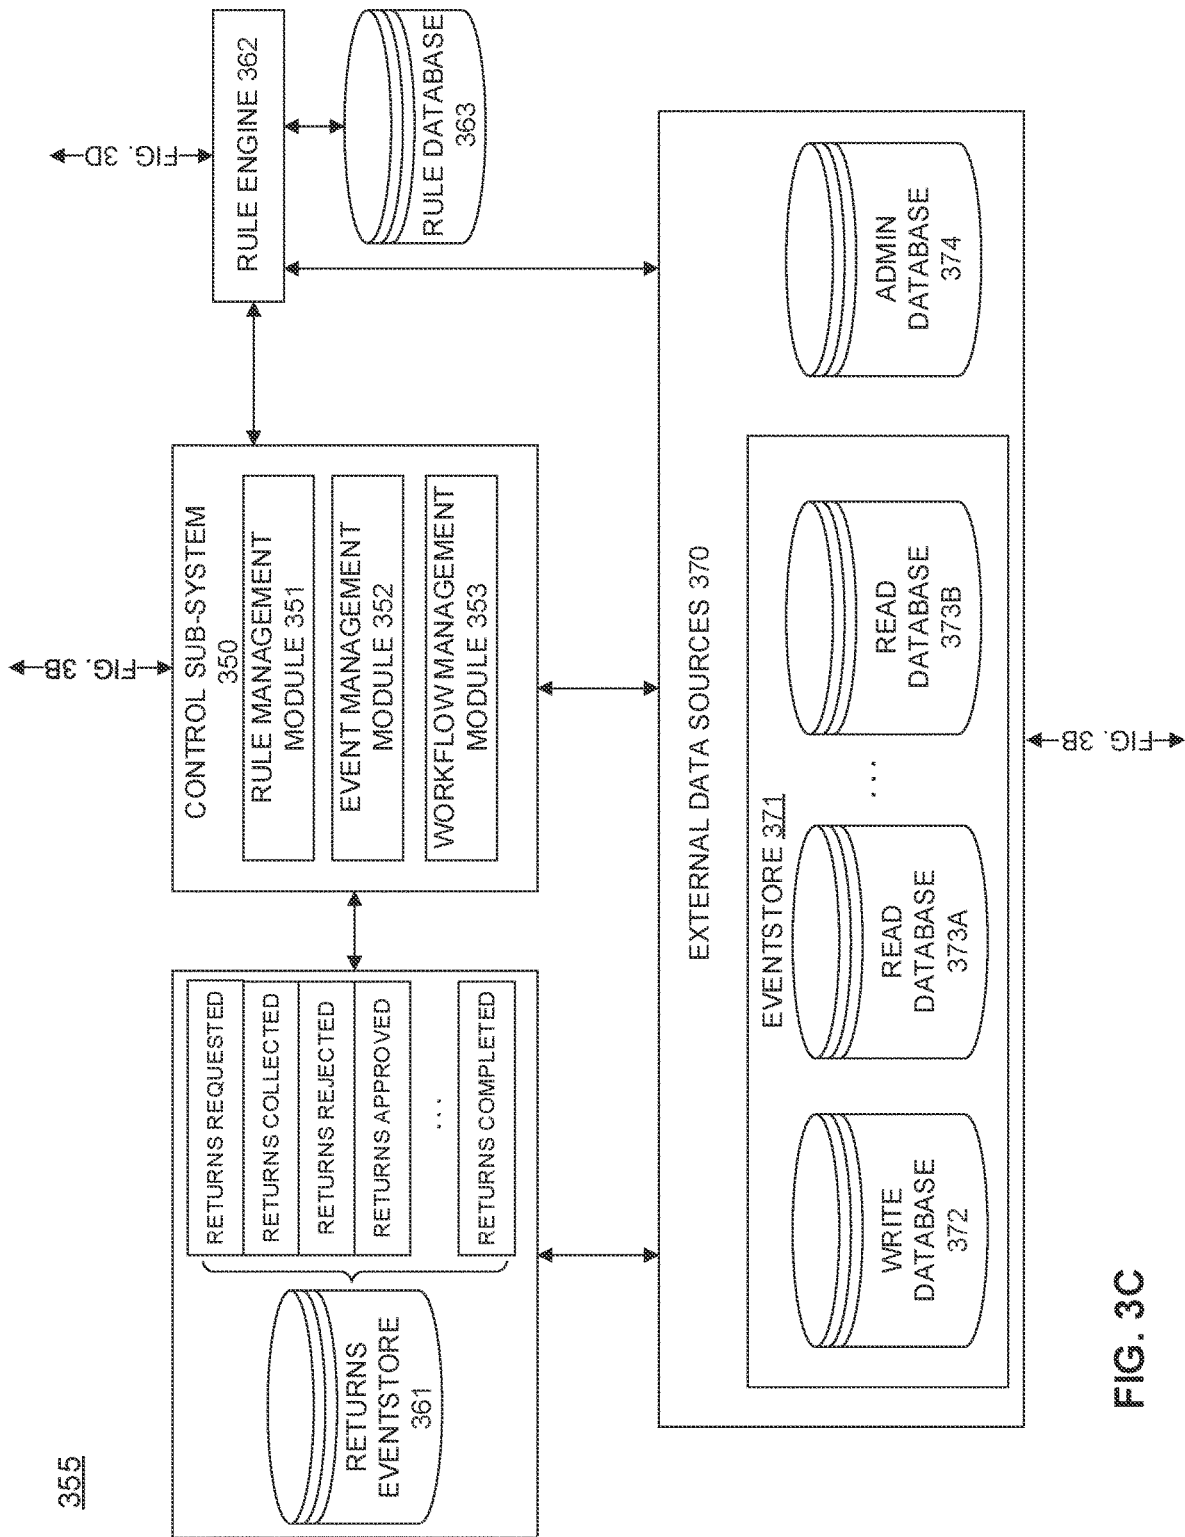 355
RETURNS
EVENTSTORE
361
RETURNS REQUESTED
RETURNS COLLECTED
RETURNS REJECTED
RETURNS APPROVED
...
RETURNS COMPLETED
FIG. 3B
CONTROL SUB-SYSTEM
350
RULE MANAGEMENT
MODULE 351
EVENT MANAGEMENT
MODULE 352
WORKFLOW MANAGEMENT
MODULE 353
FIG. 3D
RULE ENGINE 362
RULE DATABASE
363
EXTERNAL DATA SOURCES 370
EVENTSTORE 371
WRITE
DATABASE
372
READ
DATABASE
373A
...
READ
DATABASE
373B
ADMIN
DATABASE
374
FIG. 3B
FIG. 3C